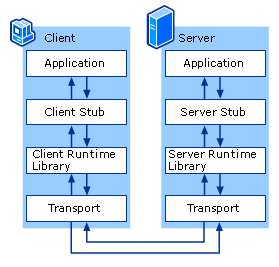 Client
Application
Client Stub
Client Runtime
Library
Transport
Server
Application
Server Stub
Server Runtime
Library
Transport